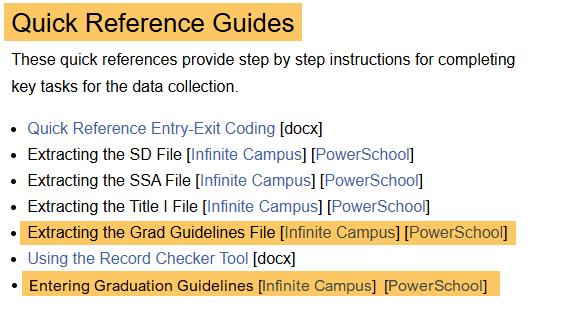 Quick Reference Guides
These quick references provide step by step instructions for completing
key tasks for the data collection.
• Quick Reference Entry-Exit Coding [docx]
• Extracting the SD File [Infinite Campus] [PowerSchool]
• Extracting the SSA File [Infinite Campus] [PowerSchool]
• Extracting the Title I File [Infinite Campus] [PowerSchool]
• Extracting the Grad Guidelines File [Infinite Campus] [PowerSchool]
• Using the Record Checker Tool [docx]
• Entering Graduation Guidelines [Infinite Campus] [PowerSchool]